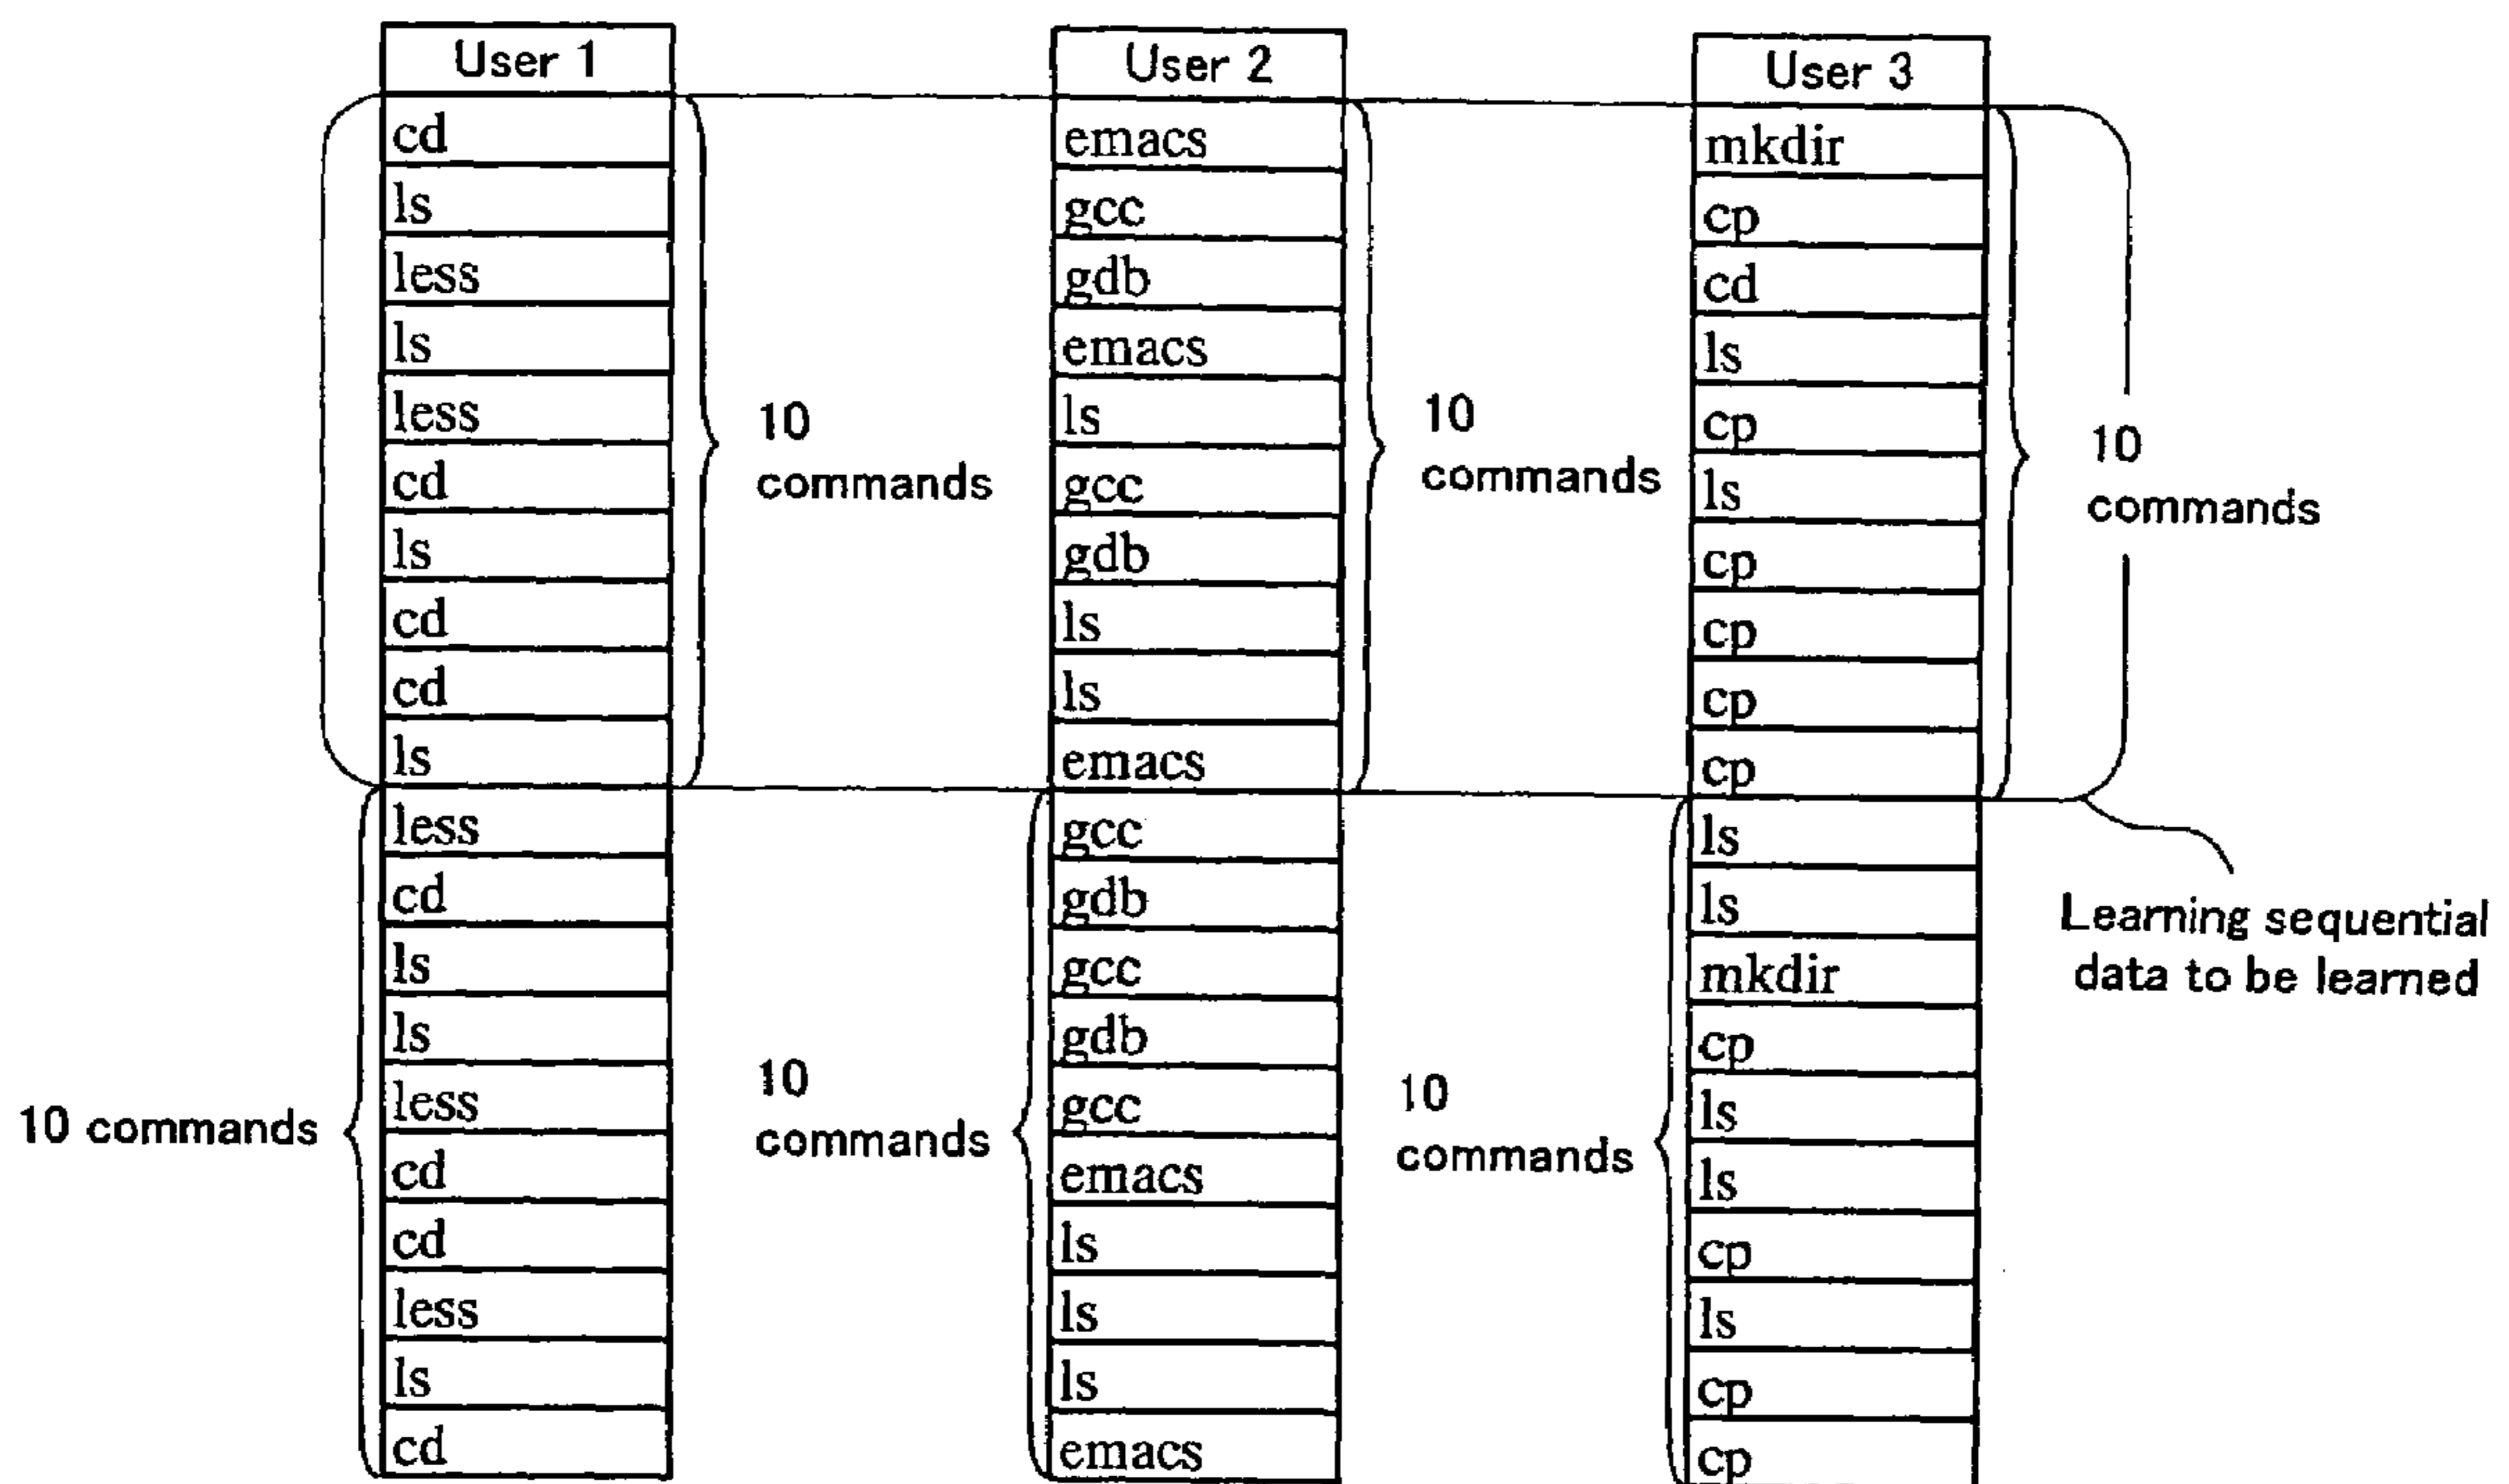 User 1
cd
ls
less
ls
less
cd
ls
cd
cd
ls
less
cd
ls
ls
less
cd
cd
less
ls
cd
10 commands
10
commands
10
commands
User 2
emacs
gcc
gdb
emacs
ls
gcc
gdb
ls
ls
emacs
gcc
gdb
gcc
gdb
gcc
emacs
ls
ls
ls
emacs
10
commands
10
commands
User 3
mkdir
cp
cd
ls
cp
ls
cp
cp
cp
cp
ls
ls
mkdir
cp
ls
ls
cp
ls
cp
cp
10
commands
Learning sequential
data to be learned